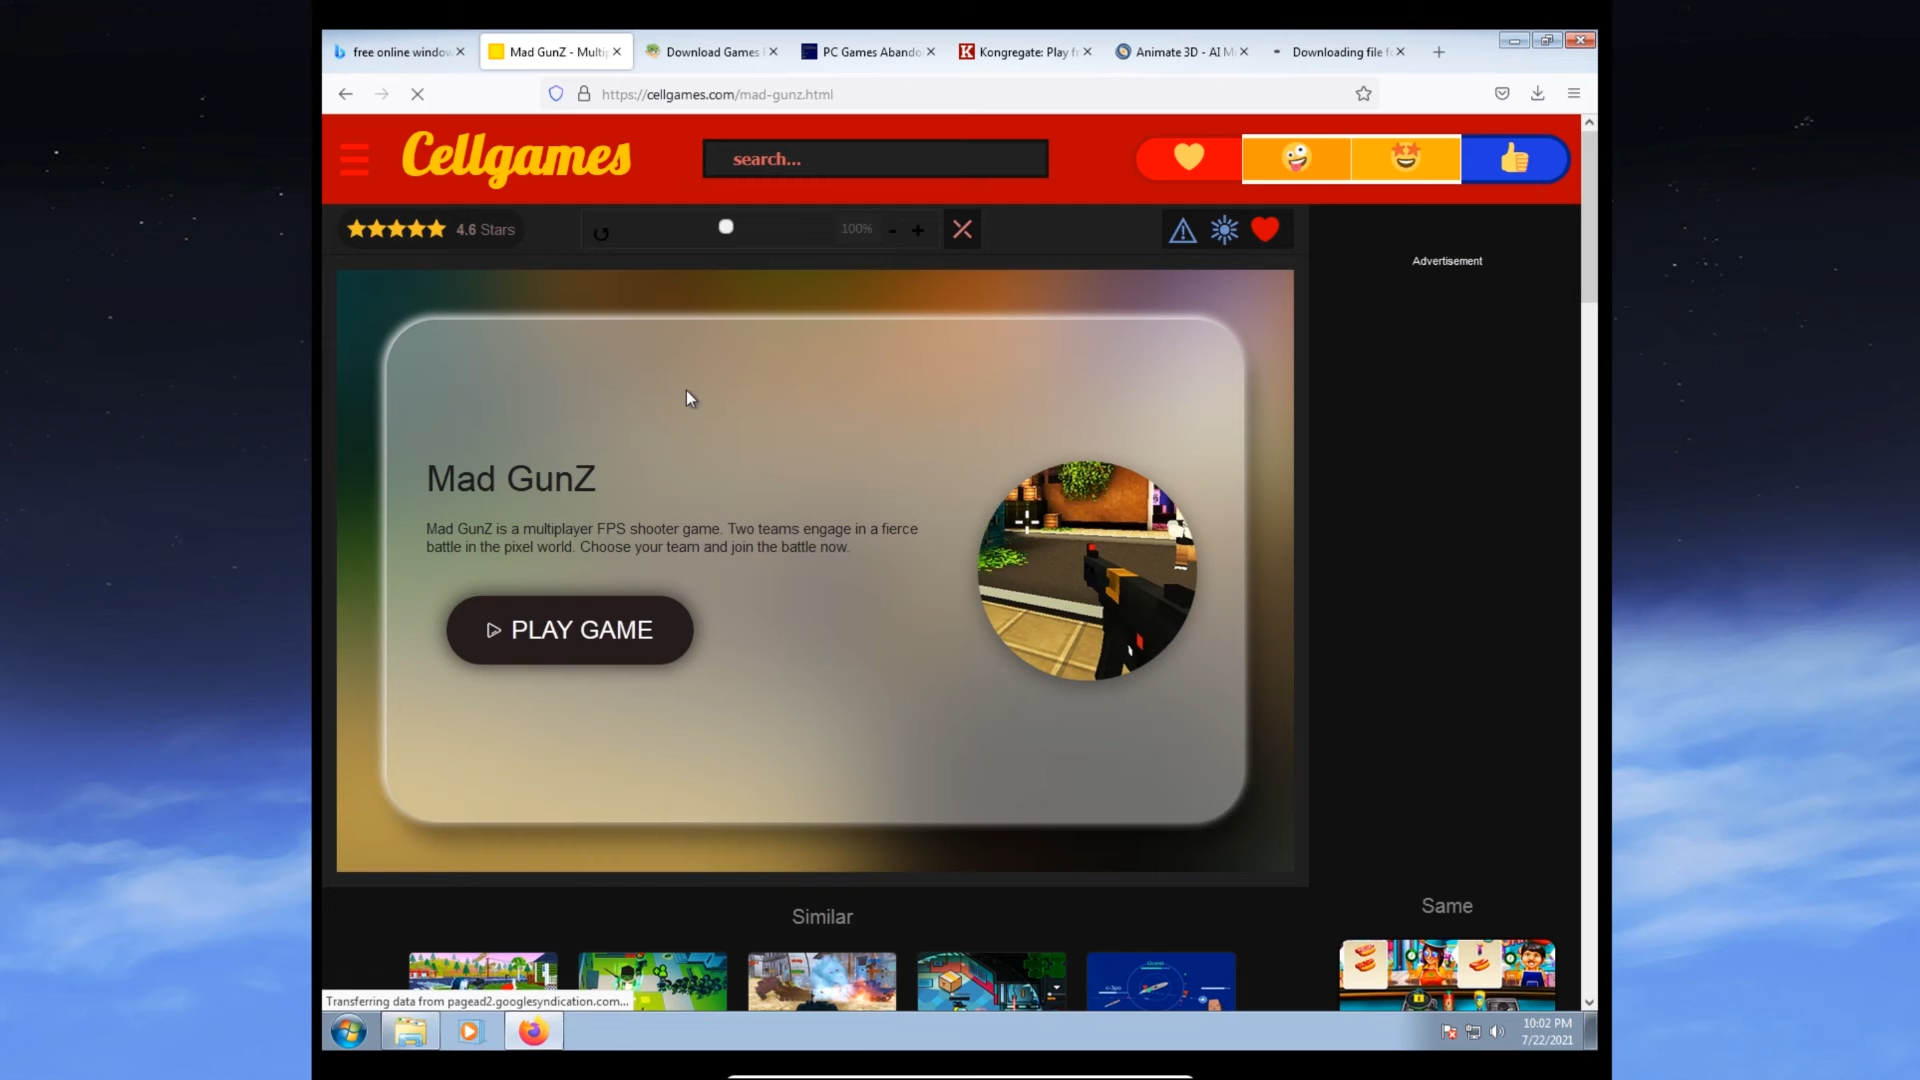 free online window
Mad GunZ - Multip
Download Games
PC Games Abando
Kongregate: Play fr
Animate 3D - AI M
Downloading file f
https://cellgames.com/mad-gunz.html
Cellgames
search...
4.6 Stars
100%
- +
Advertisement
Mad GunZ
Mad GunZ is a multiplayer FPS shooter game. Two teams engage in a fierce
battle in the pixel world. Choose your team and join the battle now.
PLAY GAME
Similar
Same
Transferring data from pagead2.googlesyndication.com...
10:02 PM
7/22/2021